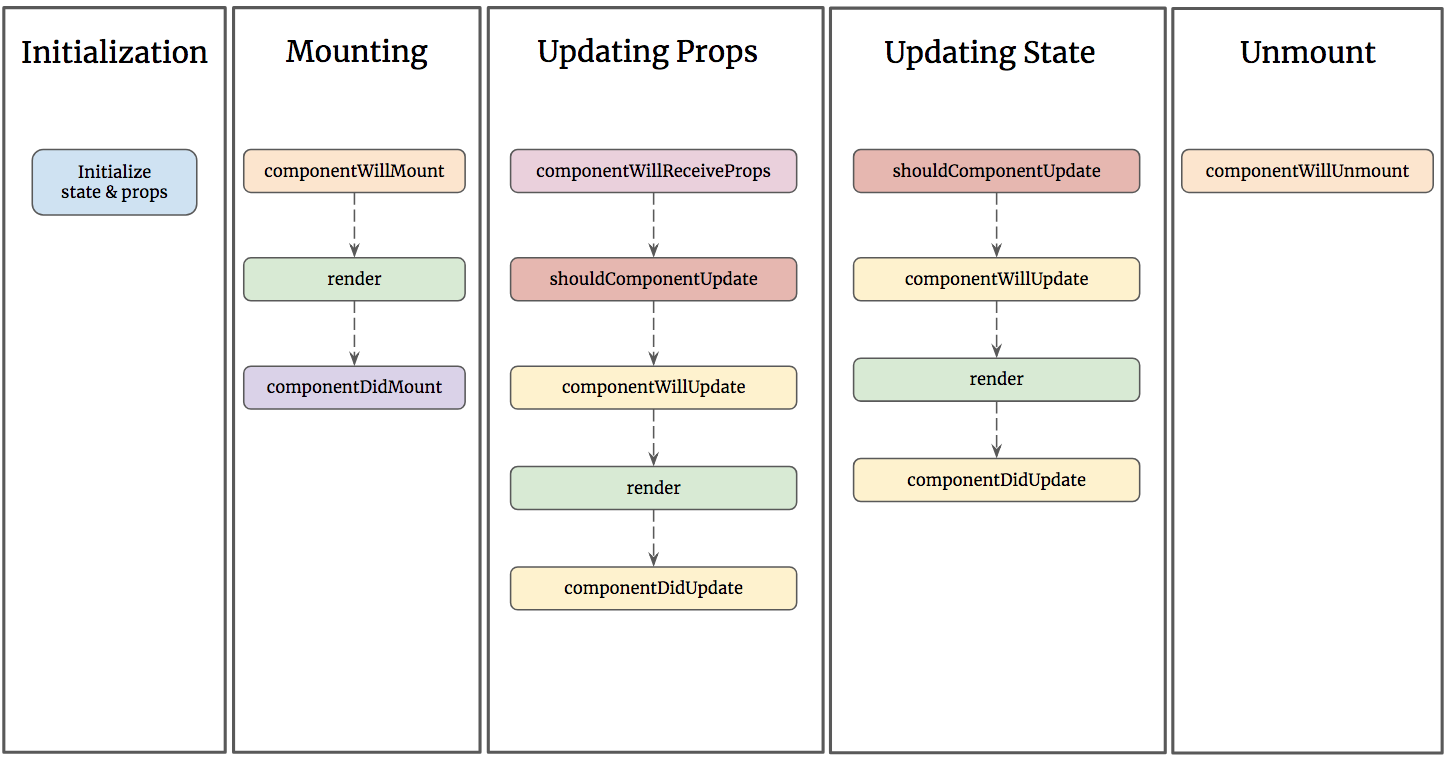 Initialization
Initialize
state & props
Mounting
componentWillMount
render
componentDidMount
Updating Props
componentWillReceiveProps
shouldComponentUpdate
componentWillUpdate
render
componentDidUpdate
Updating State
shouldComponentUpdate
componentWillUpdate
render
componentDidUpdate
Unmount
componentWillUnmount